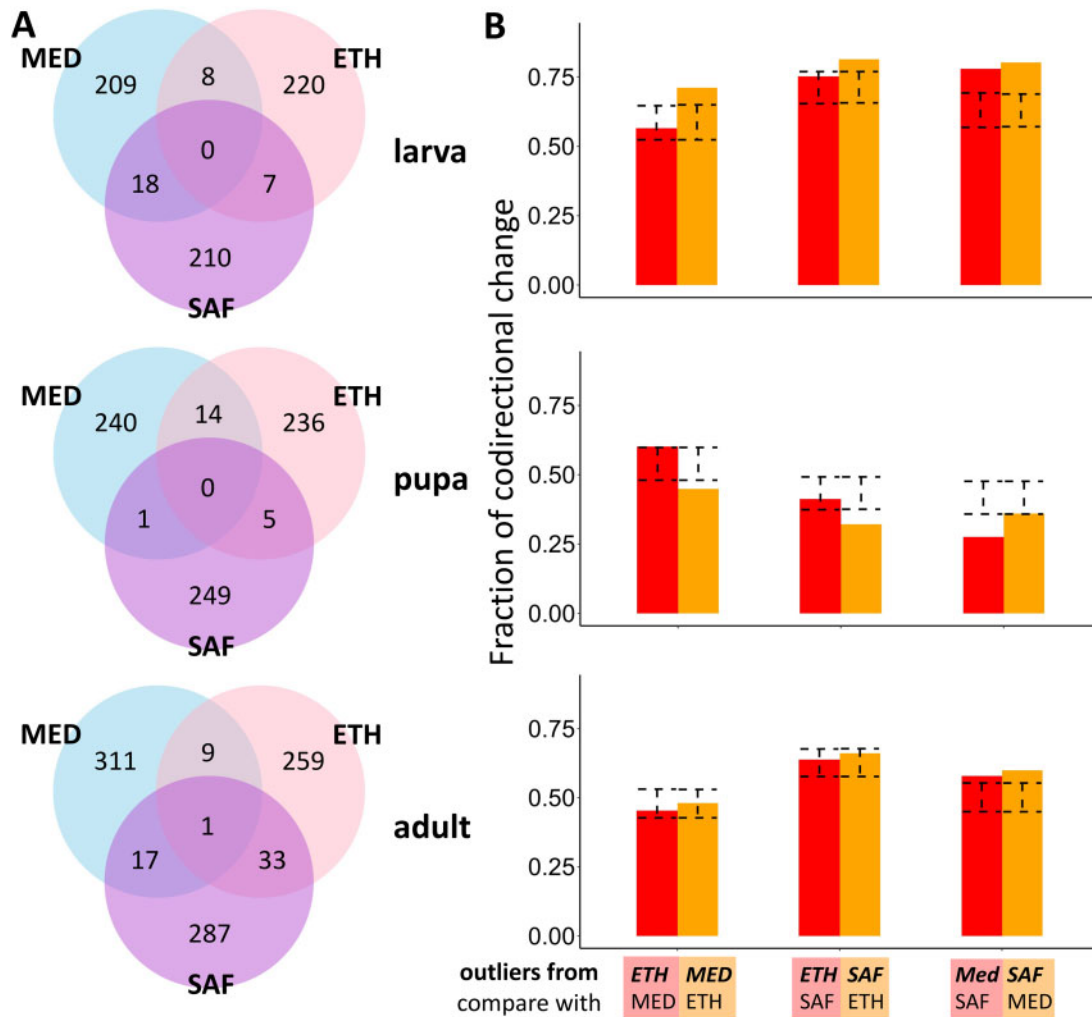 A
MED
ETH
209
8
220
0
18
7
210
SAF
larva
MED
ETH
240
14
236
0
1
5
249
SAF
pupa
MED
ETH
311
9
259
1
17
33
287
SAF
adult
B
Fraction of codirectional change
0.75
0.50
0.25
0.00
0.75
0.50
0.25
0.00
0.75
0.50
0.25
0.00
outliers from ETH MED ETH SAF Med SAF
compare with MED ETH SAF ETH SAF MED